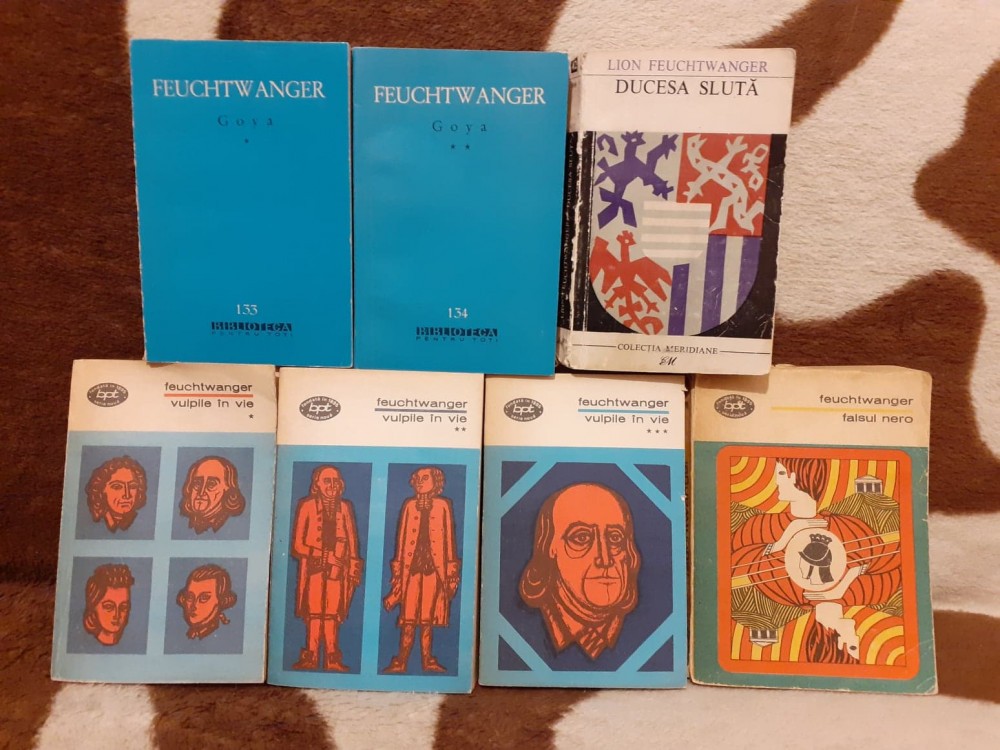 FEUCHTWANGER
Goya
*
133
BIBLIOTECA
PENTRU TOTI
FEUCHTWANGER
Goya
**
134
BIBLIOTECA
PENTRU TOTI
LION FEUCHTWANGER
DUCESA SLUTĂ
COLECȚIA MERIDIANE
EM
feuchtwanger
vulpile în vie
*
bpt
feuchtwanger
vulpile în vie
**
bpt
feuchtwanger
vulpile în vie
***
bpt
feuchtwanger
falsul nero
bpt